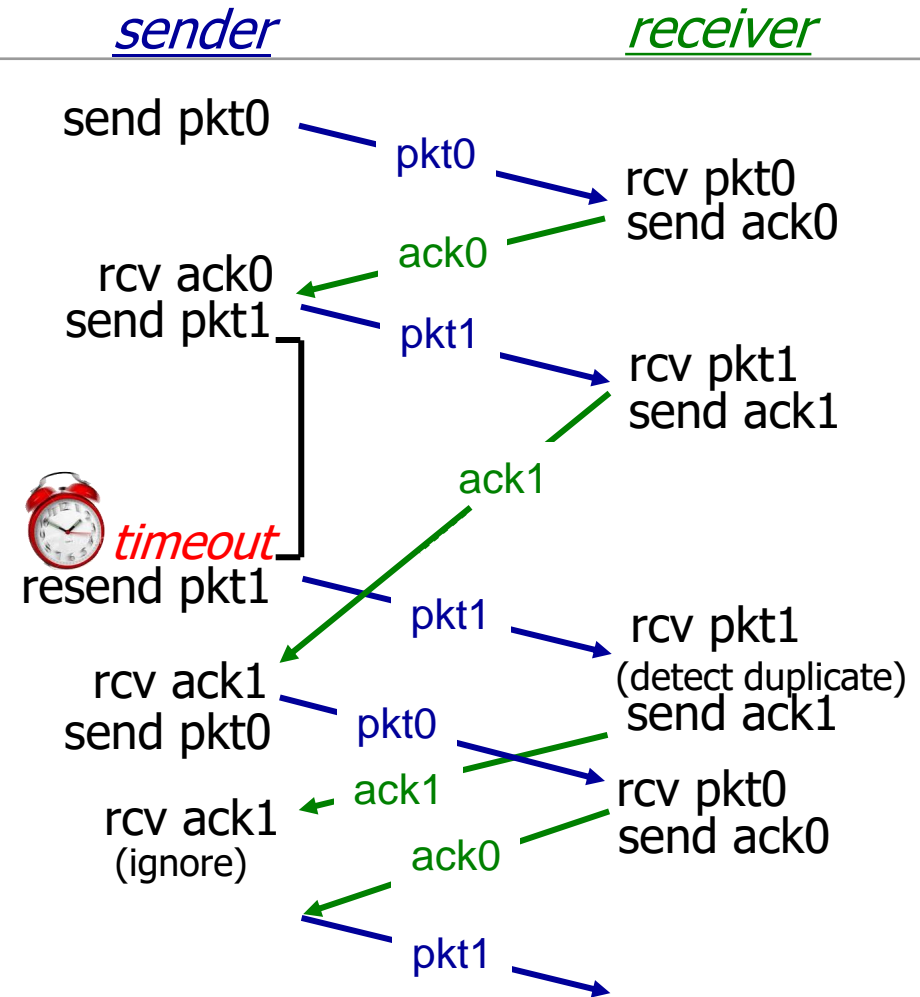 sender
receiver
send pkt0
pkt0
rcv pkt0
send ack0
ack0
rcv ack0
send pkt1
pkt1
rcv pkt1
send ack1
ack1
timeout
resend pkt1
pkt1
rcv pkt1
(detect duplicate)
send ack1
rcv ack1
send pkt0
pkt0
ack1
rcv pkt0
send ack0
rcv ack1
(ignore)
ack0
pkt1